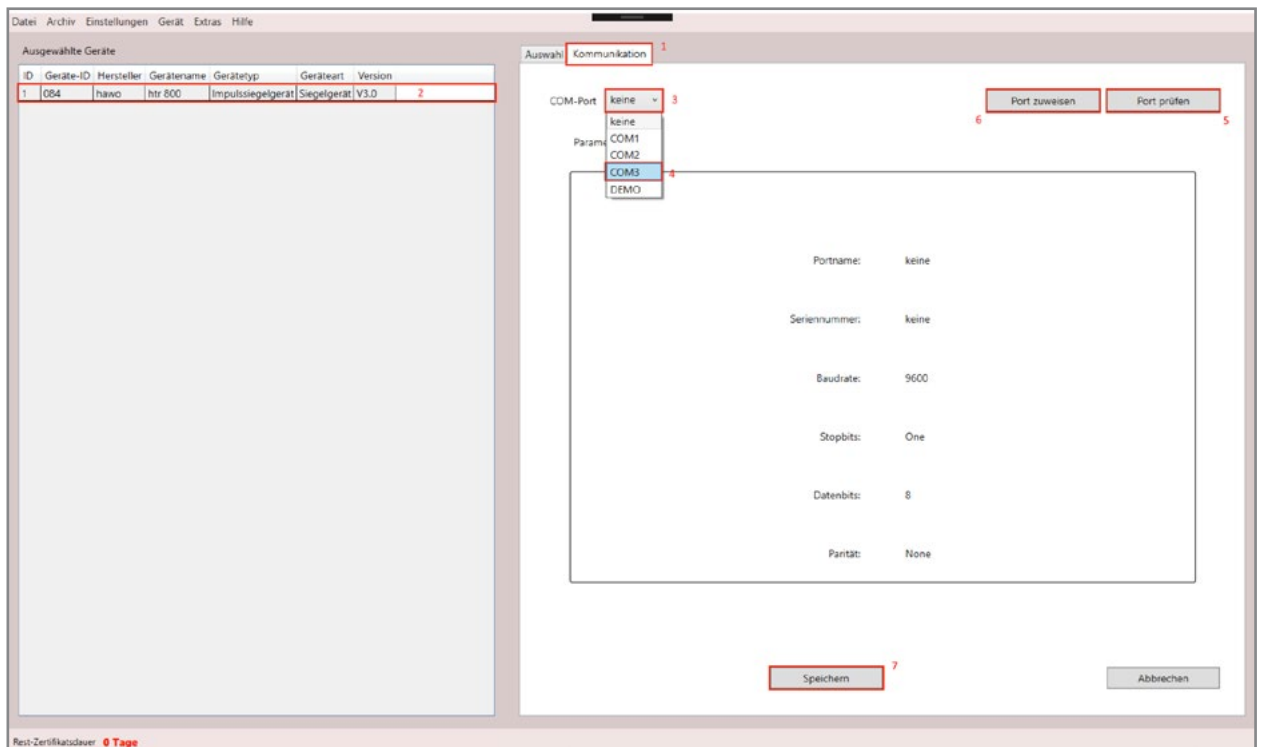 Datei Archiv Einstellungen Gerät Extras Hilfe
Ausgewählte Geräte
ID Geräte-ID Hersteller Gerätename Gerätetyp Geräteart Version
1 084 hawo htr 800 Impulssiegelgerät Siegelgerät V3.0 2
Auswahl Kommunikation 1
COM-Port keine 3 Port zuweisen Port prüfen
6 5
keine
Parame COM1
COM2
COM3 4
DEMO
Portname: keine
Seriennummer: keine
Baudrate: 9600
Stopbits: One
Datenbits: 8
Parität: None
Speichern 7 Abbrechen
Rest-Zertifikatsdauer 0 Tage